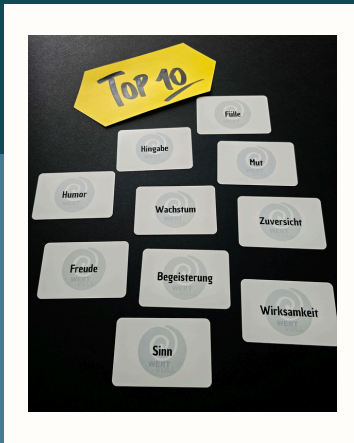 Top 10
Fülle
Hingabe
Mut
Humor
Wachstum
Zuversicht
Freude
Begeisterung
Wirksamkeit
Sinn